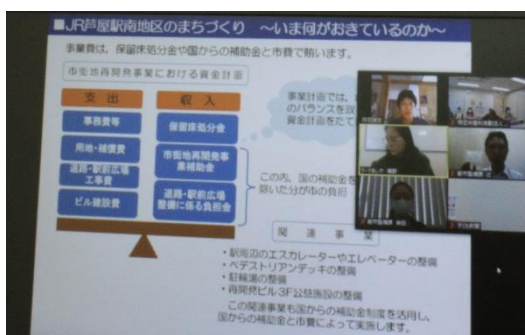 ■JR芦屋駅南地区のまちづくり ～いま何がおきているのか～
事業費は、保留床処分金や国からの補助金と市費で賄います。
市街地再開発事業における資金計画
支出
収入
事務費等
用地・補償費
道路・駅前広場
工事費
ビル建設費
保留床処分金
市街地再開発事
業補助金
道路・駅前広場
整備に係る負担金
事業計画では、
のバランスを
資金計画をたて
この内、国の補助金を
除いた分が市の負担
関連事業
・駅周辺のエスカレーターやエレベーターの整備
・ペデストリアンデッキの整備
・駐輪場の整備
・再開発ビル3F公益施設の整備
この関連事業も国からの補助金制度を活用し、
国からの補助金と市費によって実施します。